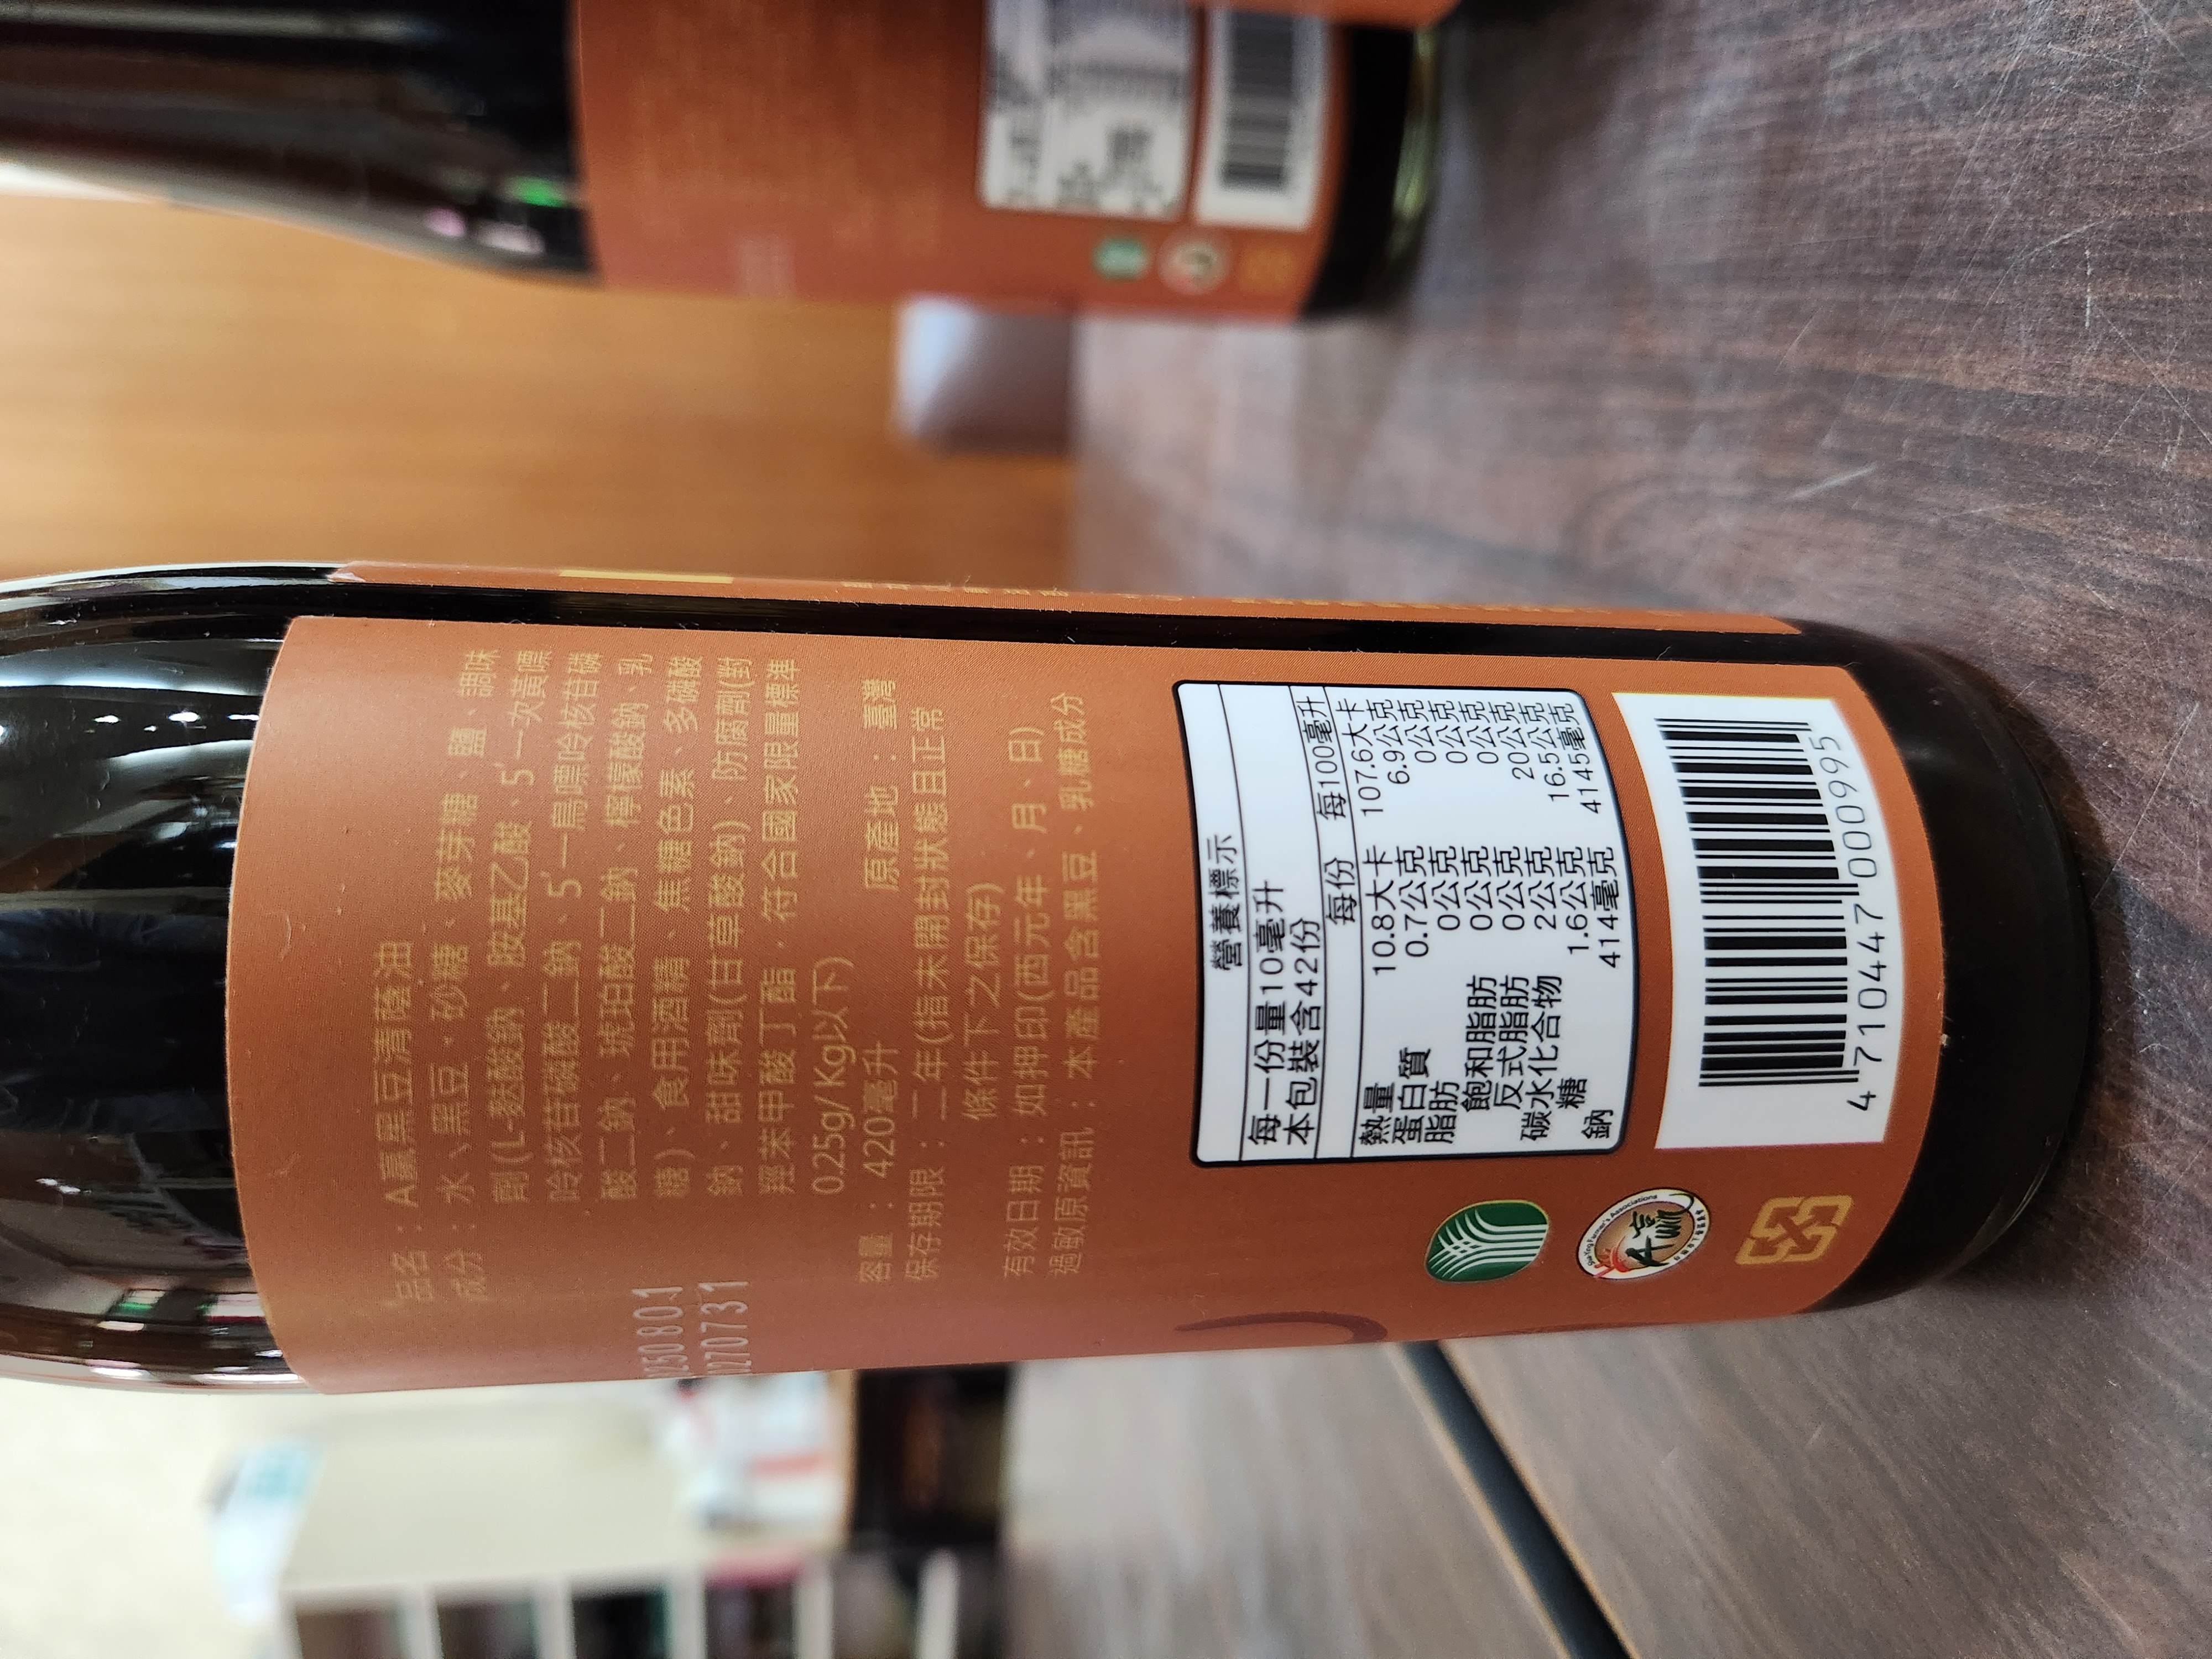 品名：A贏黑豆清蔭油
成分：水、黑豆、砂糖、麥芽糖、鹽、調味
劑(L-麩酸鈉、胺基乙酸、5'－次黃嘌
呤核苷磷酸二鈉、5'－鳥嘌呤核苷磷
酸二鈉、琥珀酸二鈉、檸檬酸鈉、乳
糖)、食用酒精、焦糖色素、多磷酸
鈉、甜味劑(甘草酸鈉)、防腐劑(對
羥苯甲酸丁酯，符合國家限量標準
0.25g/Kg以下)
容量：420毫升 原產地：臺灣
保存期限：二年(指未開封狀態且正常
條件下之保存)
有效日期：如押印(西元年、月、日)
過敏原資訊：本產品含黑豆、乳糖成分
250801
270731
營養標示
每一份量10毫升
本包裝含42份
每份 每100毫升
熱量 10.8大卡 107.6大卡
蛋白質 0.7公克 6.9公克
脂肪 0公克 0公克
飽和脂肪 0公克 0公克
反式脂肪 0公克 0公克
碳水化合物 2公克 20公克
糖 1.6公克 16.5公克
鈉 414毫克 4145毫克
A贏
4 710447 000995